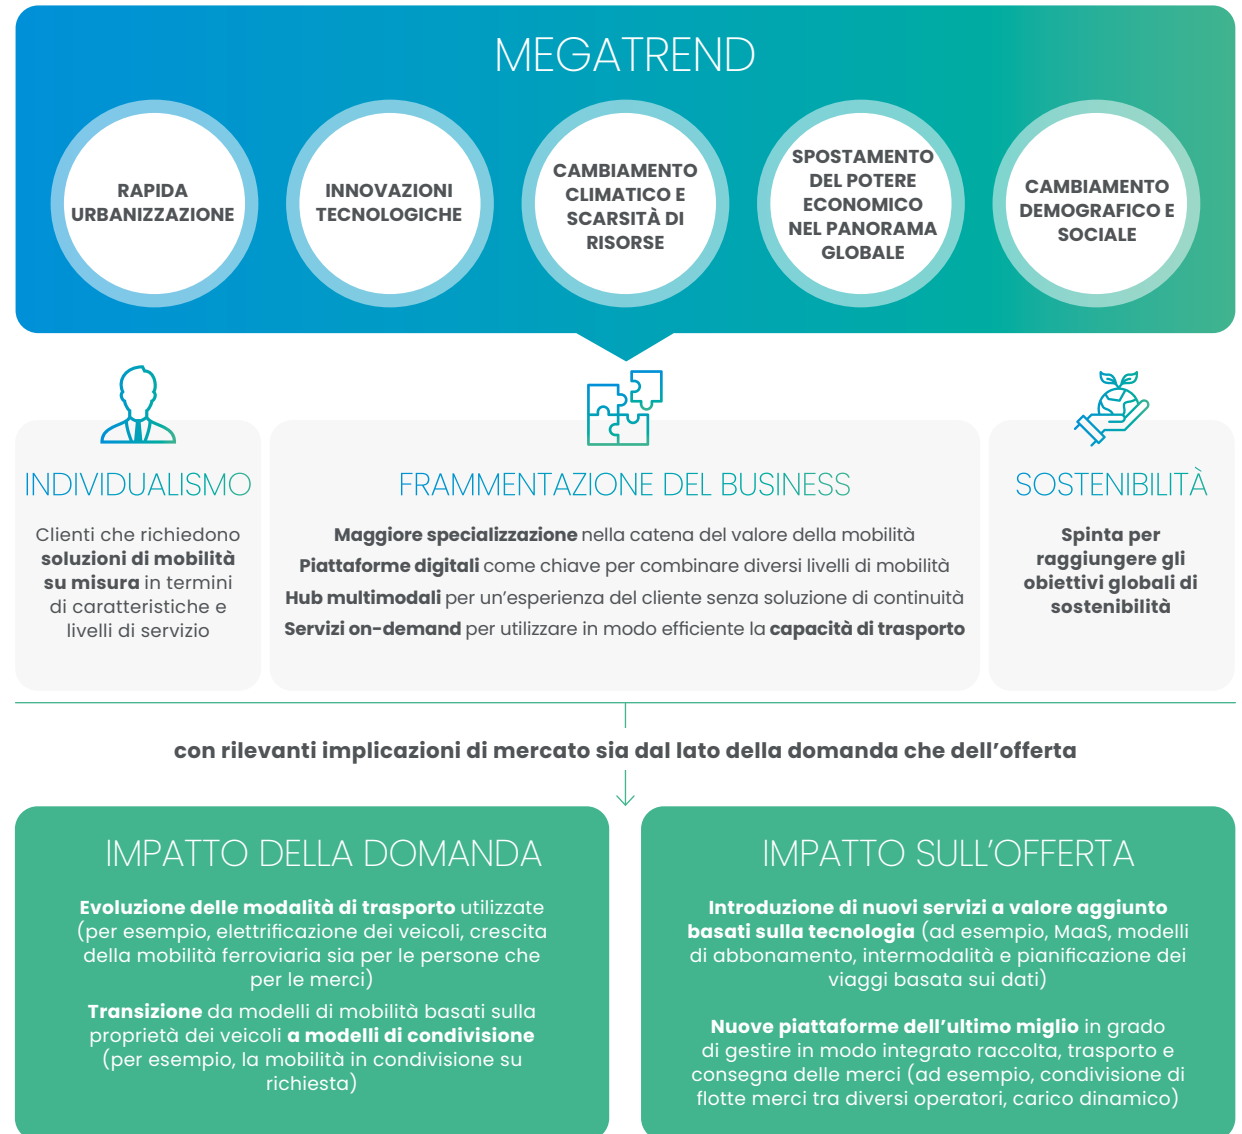 MEGATREND
RAPIDA
URBANIZZAZIONE
INNOVAZIONI
TECNOLOGICHE
CAMBIAMENTO
CLIMATICO E
SCARSITÀ DI
RISORSE
SPOSTAMENTO
DEL POTERE
ECONOMICO
NEL PANORAMA
GLOBALE
CAMBIAMENTO
DEMOGRAFICO E
SOCIALE
INDIVIDUALISMO
Clienti che richiedono
soluzioni di mobilità
su misura in termini
di caratteristiche e
livelli di servizio
FRAMMENTAZIONE DEL BUSINESS
Maggiore specializzazione nella catena del valore della mobilità
Piattaforme digitali come chiave per combinare diversi livelli di mobilità
Hub multimodali per un'esperienza del cliente senza soluzione di continuità
Servizi on-demand per utilizzare in modo efficiente la capacità di trasporto
SOSTENIBILITÀ
Spinta per
raggiungere gli
obiettivi globali di
sostenibilità
con rilevanti implicazioni di mercato sia dal lato della domanda che dell'offerta
IMPATTO DELLA DOMANDA
Evoluzione delle modalità di trasporto utilizzate
(per esempio, elettrificazione dei veicoli, crescita
della mobilità ferroviaria sia per le persone che
per le merci)
Transizione da modelli di mobilità basati sulla
proprietà dei veicoli a modelli di condivisione
(per esempio, la mobilità in condivisione su
richiesta)
IMPATTO SULL'OFFERTA
Introduzione di nuovi servizi a valore aggiunto
basati sulla tecnologia (ad esempio, MaaS, modelli
di abbonamento, intermodalità e pianificazione dei
viaggi basata sui dati)
Nuove piattaforme dell'ultimo miglio in grado
di gestire in modo integrato raccolta, trasporto e
consegna delle merci (ad esempio, condivisione di
flotte merci tra diversi operatori, carico dinamico)